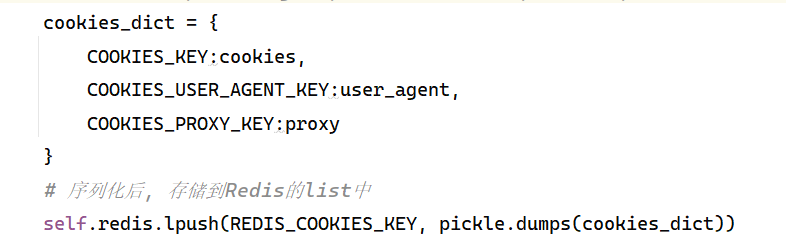 cookies_dict = {
    COOKIES_KEY:cookies,
    COOKIES_USER_AGENT_KEY:user_agent,
    COOKIES_PROXY_KEY:proxy
}
# 序列化后, 存储到Redis的list中
self.redis.lpush(REDIS_COOKIES_KEY, pickle.dumps(cookies_dict))